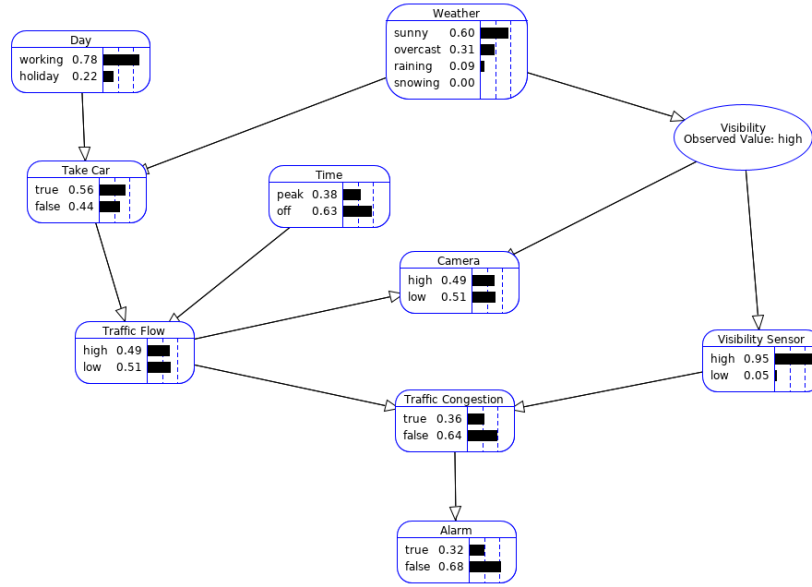 Weather
sunny 0.60
overcast 0.31
raining 0.09
snowing 0.00
Day
working 0.78
holiday 0.22
Visibility
Observed Value: high
Take Car
true 0.56
false 0.44
Time
peak 0.38
off 0.63
Camera
high 0.49
low 0.51
Traffic Flow
high 0.49
low 0.51
Visibility Sensor
high 0.95
low 0.05
Traffic Congestion
true 0.36
false 0.64
Alarm
true 0.32
false 0.68